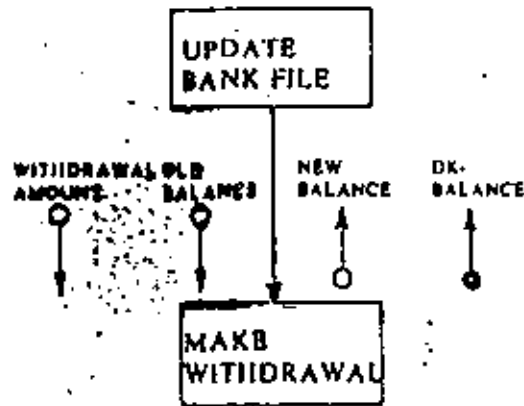 UPDATE
BANK FILE
WITHDRAWAL OLD
AMOUNT BALANCE
NEW
BALANCE
OK-
BALANCE
MAKE
WITHDRAWAL